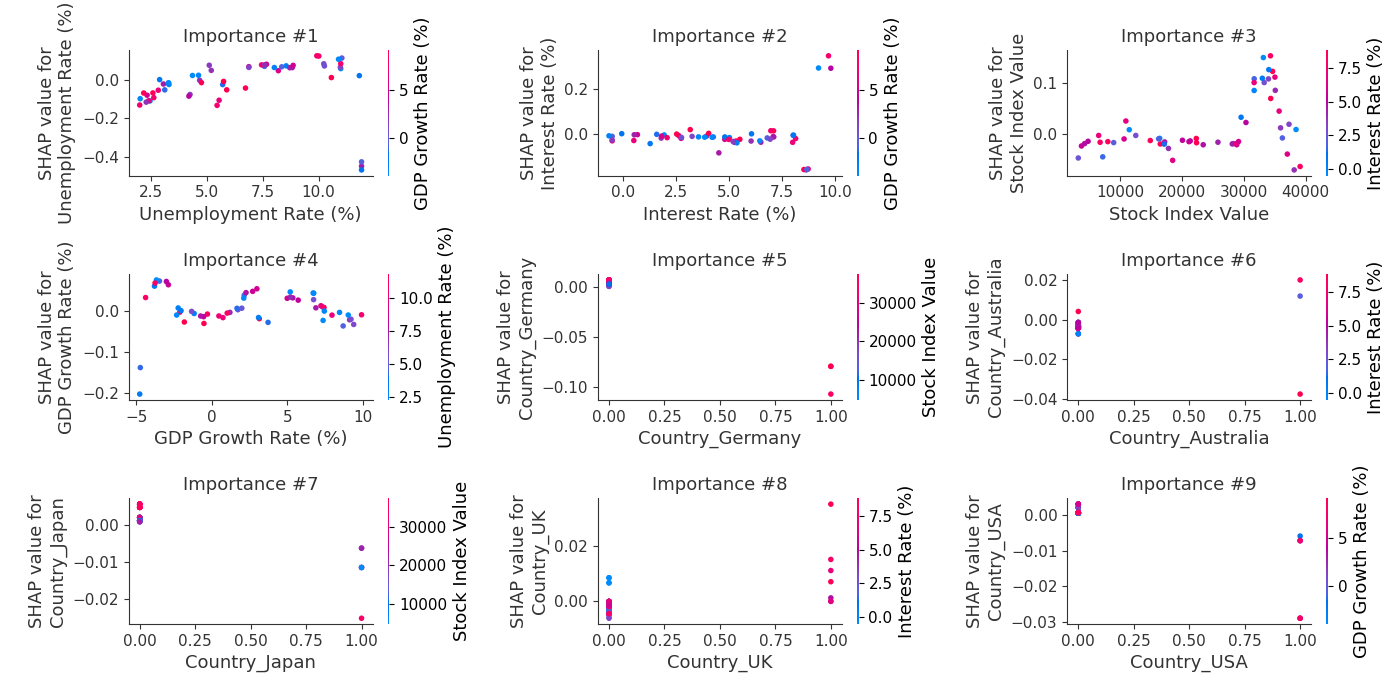 Importance #1
SHAP value for
Unemployment Rate (%)
0.0
−0.2
−0.4
2.5
5.0
7.5
10.0
Unemployment Rate (%)
5
0
GDP Growth Rate (%)
Importance #2
SHAP value for
Interest Rate (%)
0.2
0.0
0.0
2.5
5.0
7.5
10.0
Interest Rate (%)
5
0
GDP Growth Rate (%)
Importance #3
SHAP value for
Stock Index Value
0.1
0.0
10000
20000
30000
40000
Stock Index Value
7.5
5.0
2.5
0.0
Interest Rate (%)
Importance #4
SHAP value for
GDP Growth Rate (%)
0.0
−0.1
−0.2
−5
0
5
10
GDP Growth Rate (%)
10.0
7.5
5.0
2.5
Unemployment Rate (%)
Importance #5
SHAP value for
Country_Germany
0.00
−0.05
−0.10
0.00
0.25
0.50
0.75
1.00
Country_Germany
30000
20000
10000
Stock Index Value
Importance #6
SHAP value for
Country_Australia
0.02
0.00
−0.02
−0.04
0.00
0.25
0.50
0.75
1.00
Country_Australia
7.5
5.0
2.5
0.0
Interest Rate (%)
Importance #7
SHAP value for
Country_Japan
0.00
−0.01
−0.02
0.00
0.25
0.50
0.75
1.00
Country_Japan
30000
20000
10000
Stock Index Value
Importance #8
SHAP value for
Country_UK
0.02
0.00
0.00
0.25
0.50
0.75
1.00
Country_UK
7.5
5.0
2.5
0.0
Interest Rate (%)
Importance #9
SHAP value for
Country_USA
0.00
−0.01
−0.02
−0.03
0.00
0.25
0.50
0.75
1.00
Country_USA
5
0
GDP Growth Rate (%)